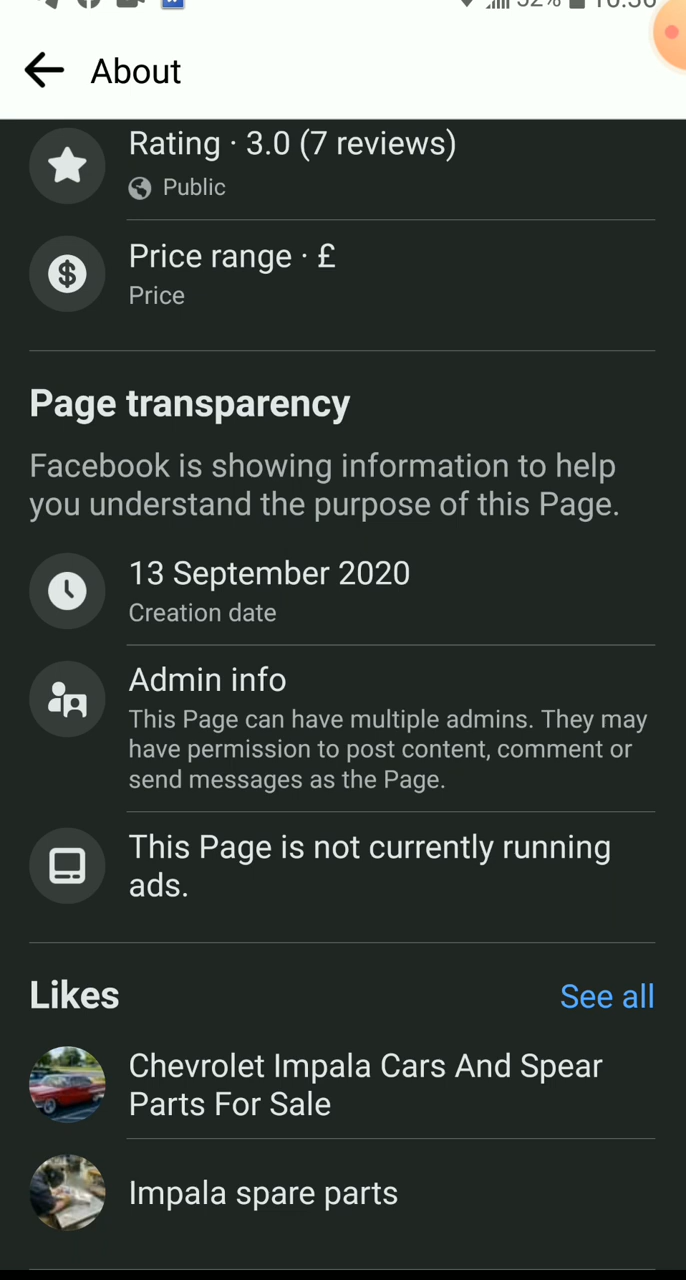 About
Rating · 3.0 (7 reviews)
Public
Price range · £
Price
Page transparency
Facebook is showing information to help
you understand the purpose of this Page.
13 September 2020
Creation date
Admin info
This Page can have multiple admins. They may
have permission to post content, comment or
send messages as the Page.
This Page is not currently running
ads.
Likes
See all
Chevrolet Impala Cars And Spear
Parts For Sale
Impala spare parts